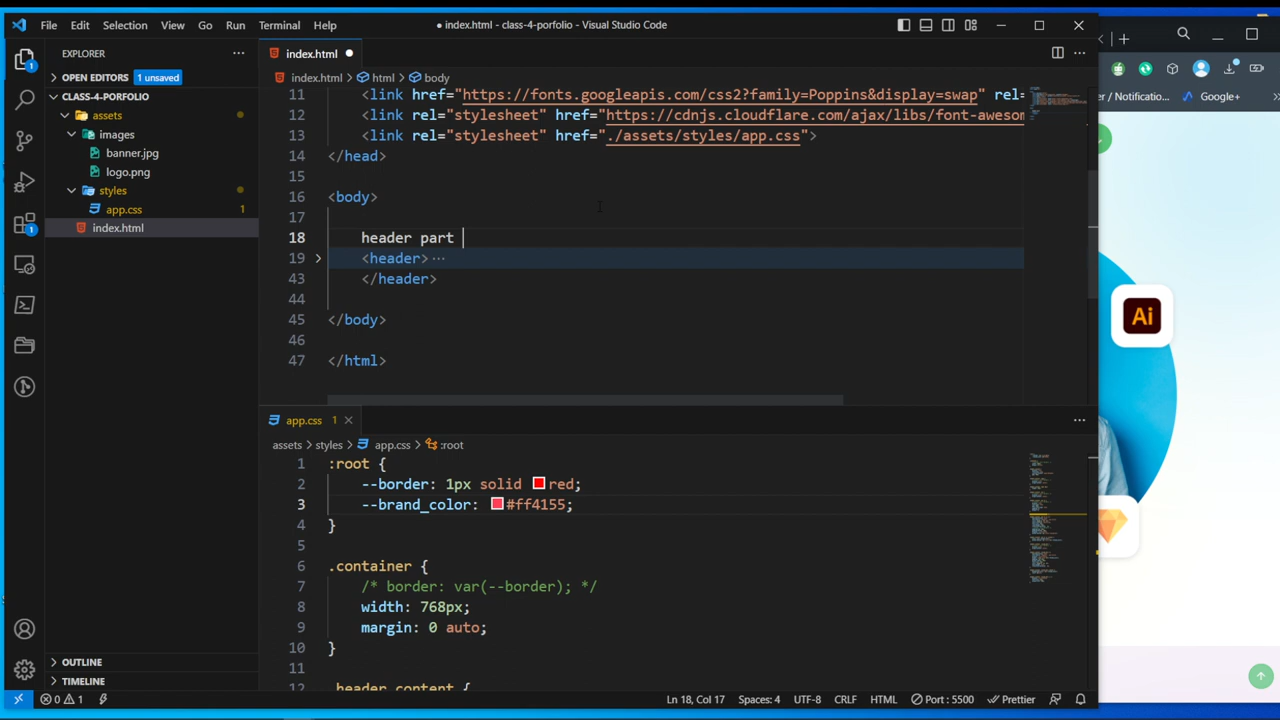 File Edit Selection View Go Run Terminal Help
● index.html - class-4-porfolio - Visual Studio Code
EXPLORER
OPEN EDITORS 1 unsaved
CLASS-4-PORFOLIO
assets
images
banner.jpg
logo.png
styles
app.css 1
index.html
OUTLINE
TIMELINE
index.html
index.html > html > body
11 <link href="https://fonts.googleapis.com/css2?family=Poppins&display=swap" rel=
12 <link rel="stylesheet" href="https://cdnjs.cloudflare.com/ajax/libs/font-aweso
13 <link rel="stylesheet" href="./assets/styles/app.css">
14 </head>
15
16 <body>
17
18 header part
19 <header> ···
43 </header>
44
45 </body>
46
47 </html>
app.css 1
assets > styles > app.css > :root
1 :root {
2 --border: 1px solid red;
3 --brand_color: #ff4155;
4 }
5
6 .container {
7 /* border: var(--border); */
8 width: 768px;
9 margin: 0 auto;
10 }
11
12 .header_content {
0 1 Ln 18, Col 17 Spaces: 4 UTF-8 CRLF HTML Port : 5500 Prettier
er / Notificatio... Google+
Ai